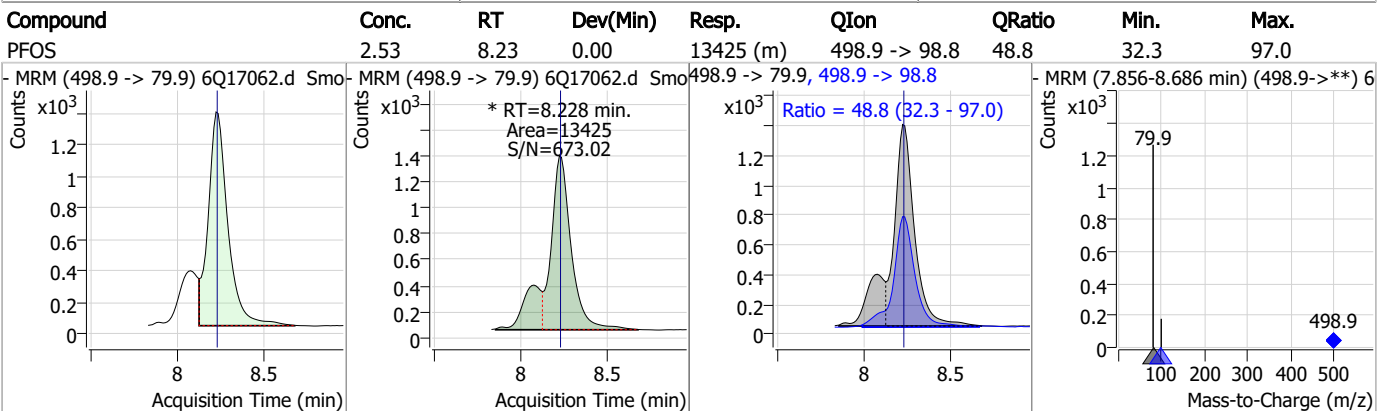 Compound Conc. RT Dev(Min) Resp. QIon QRatio Min. Max.
PFOS 2.53 8.23 0.00 13425 (m) 498.9 -> 98.8 48.8 32.3 97.0
- MRM (498.9 -> 79.9) 6Q17062.d Smo
Counts
x10³
1.2
1
0.8
0.6
0.4
0.2
0
8 8.5
Acquisition Time (min)
- MRM (498.9 -> 79.9) 6Q17062.d Smo
Counts
x10³
* RT=8.228 min.
Area=13425
S/N=673.02
1.4
1.2
1
0.8
0.6
0.4
0.2
0
8 8.5
Acquisition Time (min)
498.9 -> 79.9, 498.9 -> 98.8
Counts
x10³
Ratio = 48.8 (32.3 - 97.0)
1.2
1
0.8
0.6
0.4
0.2
0
8 8.5
Acquisition Time (min)
- MRM (7.856-8.686 min) (498.9->**) 6
Counts
x10³
79.9
1.2
1
0.8
0.6
0.4
0.2
0
498.9
100 200 300 400 500
Mass-to-Charge (m/z)